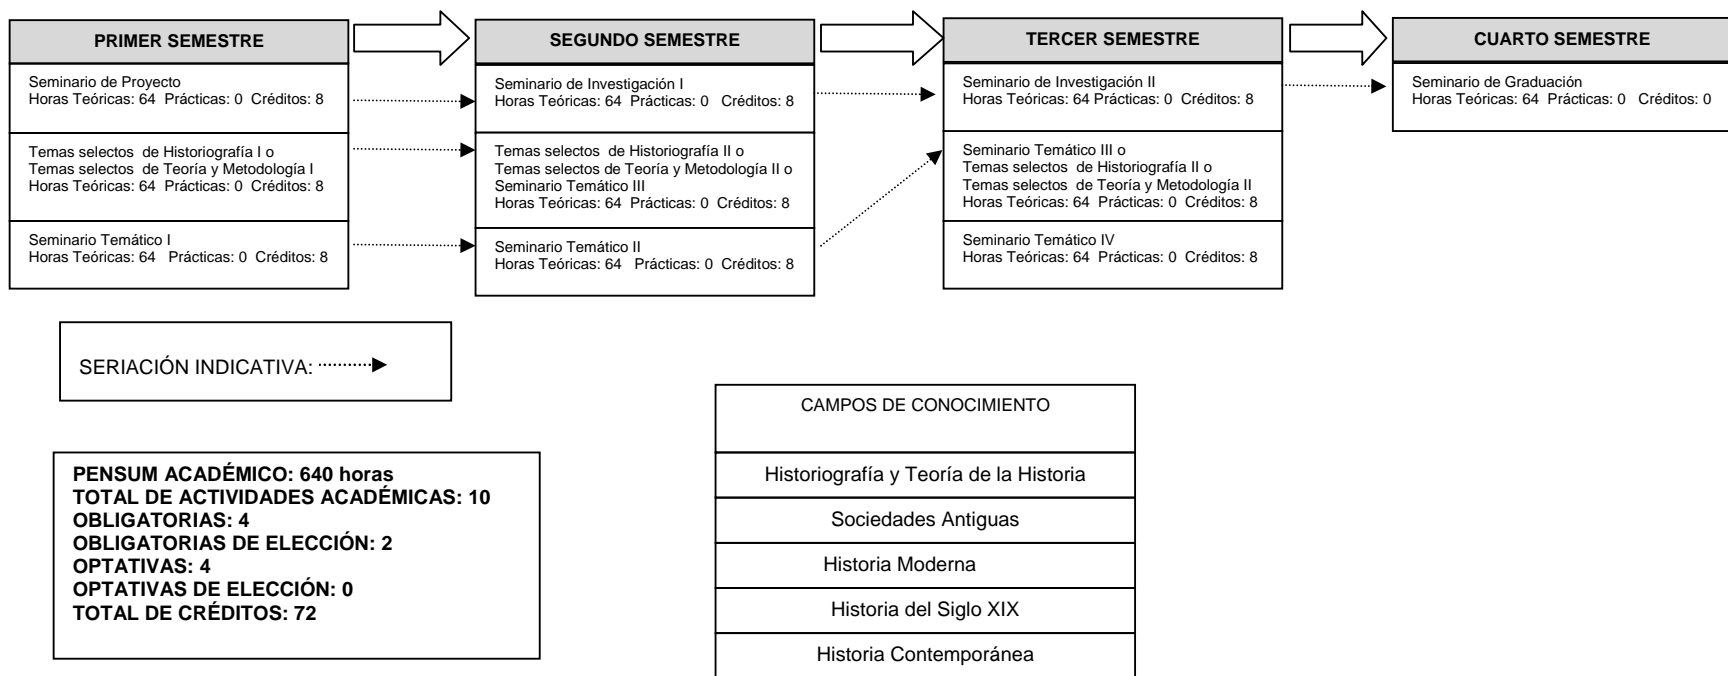 PRIMER SEMESTRE
Seminario de Proyecto
Horas Teóricas: 64  Prácticas: 0  Créditos: 8
Temas selectos  de Historiografía I o
Temas selectos  de Teoría y Metodología I
Horas Teóricas: 64  Prácticas: 0  Créditos: 8
Seminario Temático I
Horas Teóricas: 64   Prácticas: 0  Créditos: 8
SEGUNDO SEMESTRE
Seminario de Investigación I
Horas Teóricas: 64  Prácticas: 0   Créditos: 8
Temas selectos  de Historiografía II o
Temas selectos de Teoría y Metodología II o
Seminario Temático III
Horas Teóricas: 64  Prácticas: 0  Créditos: 8
Seminario Temático II
Horas Teóricas: 64   Prácticas: 0  Créditos: 8
TERCER SEMESTRE
Seminario de Investigación II
Horas Teóricas: 64 Prácticas: 0  Créditos: 8
Seminario Temático III o
Temas selectos  de Historiografía II o
Temas selectos  de Teoría y Metodología II
Horas Teóricas: 64  Prácticas: 0  Créditos: 8
Seminario Temático IV
Horas Teóricas: 64  Prácticas: 0  Créditos: 8
CUARTO SEMESTRE
Seminario de Graduación
Horas Teóricas: 64  Prácticas: 0   Créditos: 0
SERIACIÓN INDICATIVA:
PENSUM ACADÉMICO: 640 horas
TOTAL DE ACTIVIDADES ACADÉMICAS: 10
OBLIGATORIAS: 4
OBLIGATORIAS DE ELECCIÓN: 2
OPTATIVAS: 4
OPTATIVAS DE ELECCIÓN: 0
TOTAL DE CRÉDITOS: 72
CAMPOS DE CONOCIMIENTO
Historiografía y Teoría de la Historia
Sociedades Antiguas
Historia Moderna
Historia del Siglo XIX
Historia Contemporánea